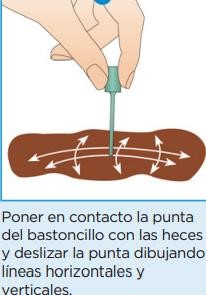 Poner en contacto la punta
del bastoncillo con las heces
y deslizar la punta dibujando
líneas horizontales y
verticales.